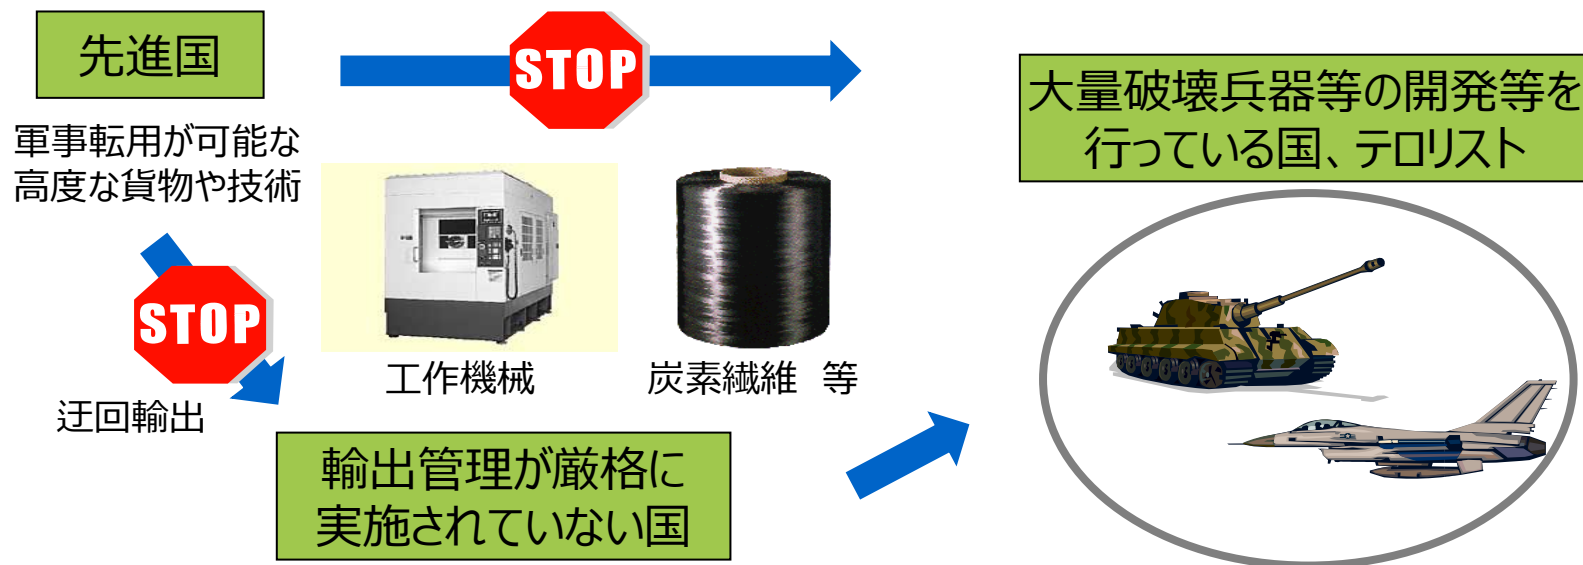 先進国
STOP
軍事転用が可能な
高度な貨物や技術
大量破壊兵器等の開発等を
行っている国、テロリスト
STOP
迂回輸出
工作機械
炭素繊維 等
輸出管理が厳格に
実施されていない国